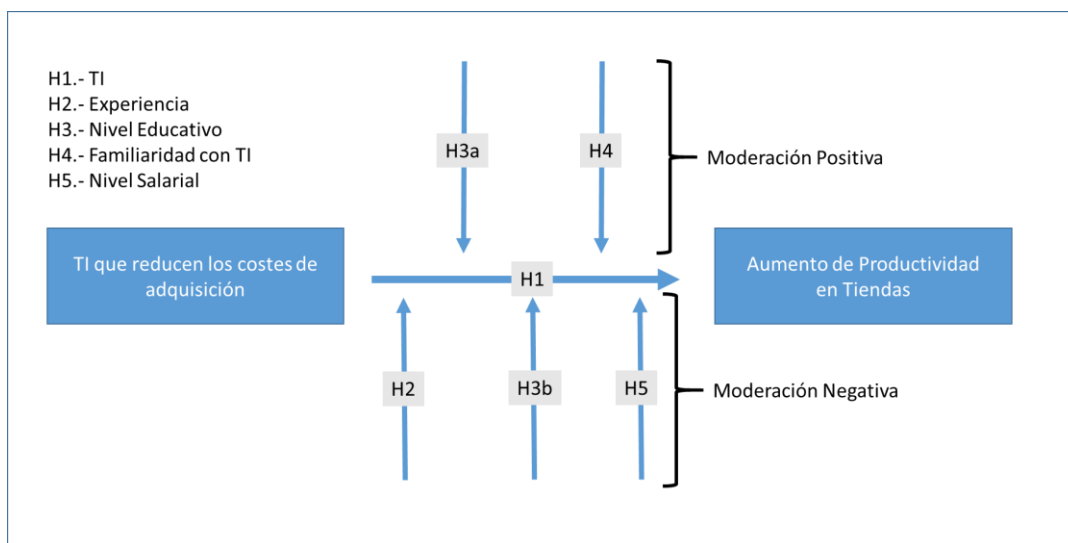 H1.- TI
H2.- Experiencia
H3.- Nivel Educativo
H4.- Familiaridad con TI
H5.- Nivel Salarial
H3a
H4
Moderación Positiva
TI que reducen los costes de
adquisición
H1
Aumento de Productividad
en Tiendas
H2
H3b
H5
Moderación Negativa